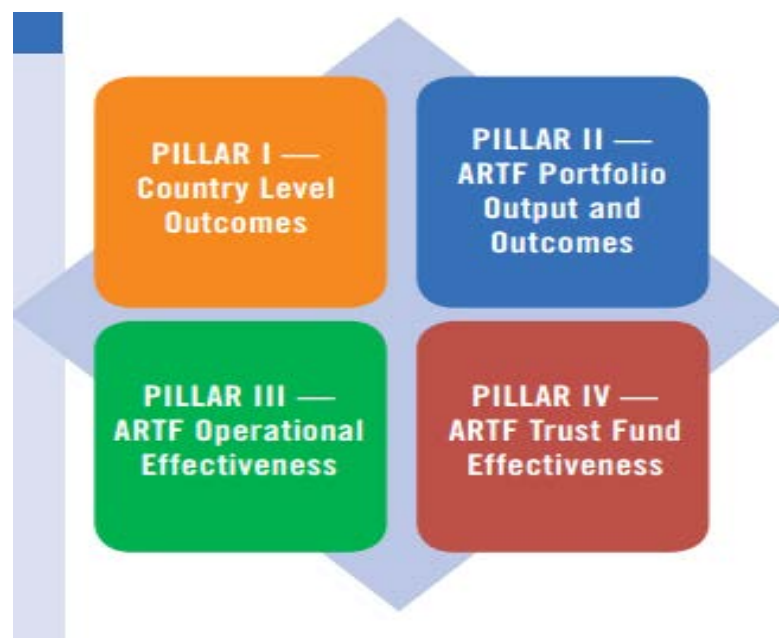 PILLAR I —
Country Level
Outcomes
PILLAR II —
ARTF Portfolio
Output and
Outcomes
PILLAR III —
ARTF Operational
Effectiveness
PILLAR IV —
ARTF Trust Fund
Effectiveness